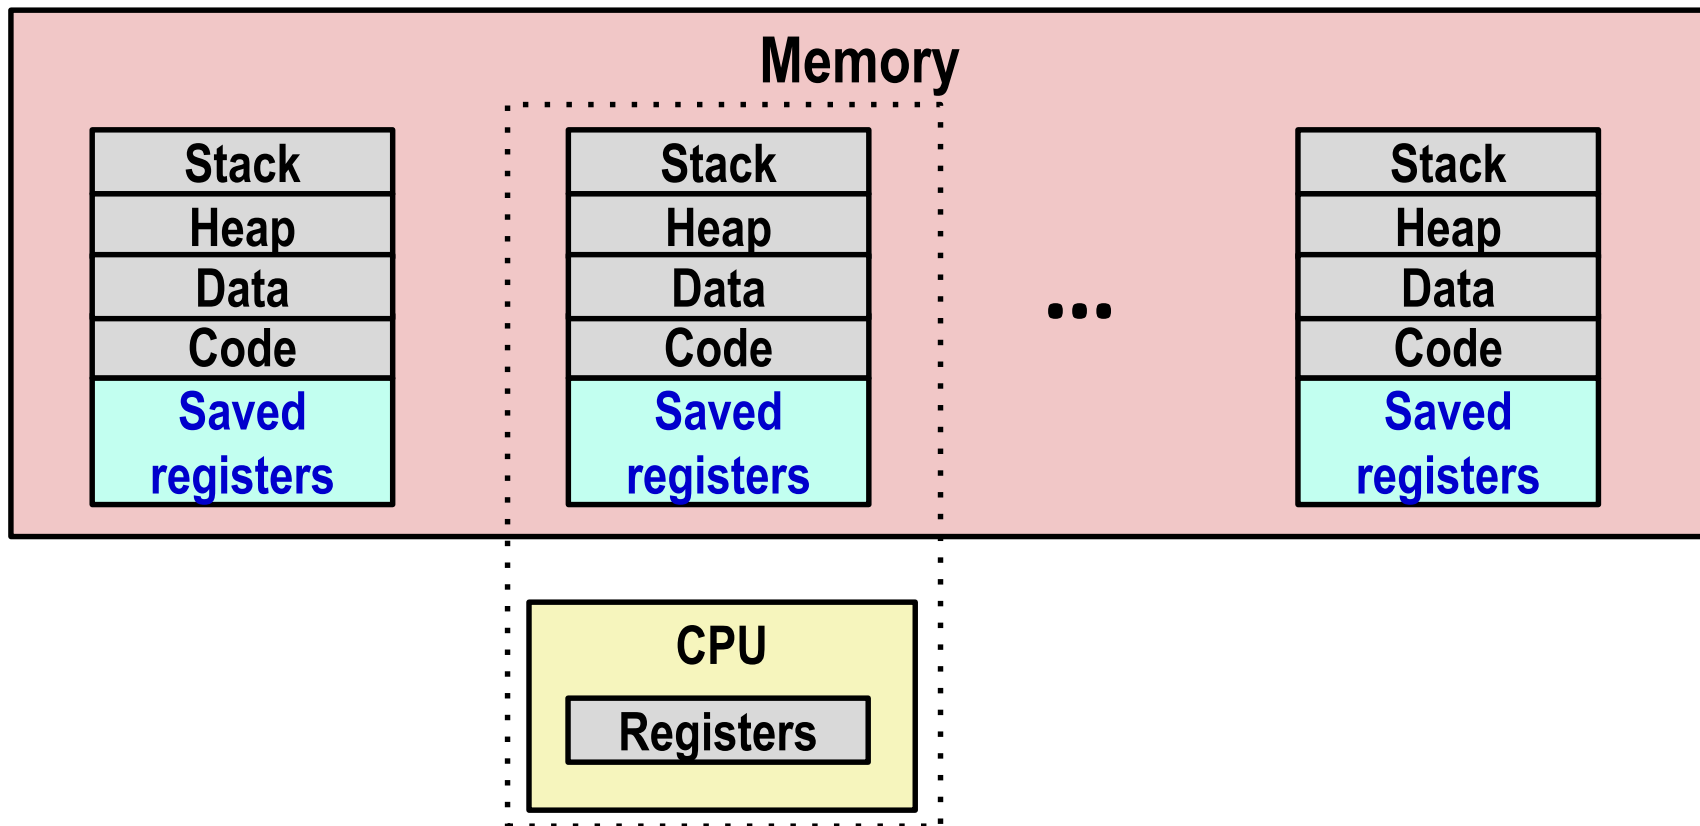 Memory
Stack
Heap
Data
Code
Saved
registers
Stack
Heap
Data
Code
Saved
registers
...
Stack
Heap
Data
Code
Saved
registers
CPU
Registers